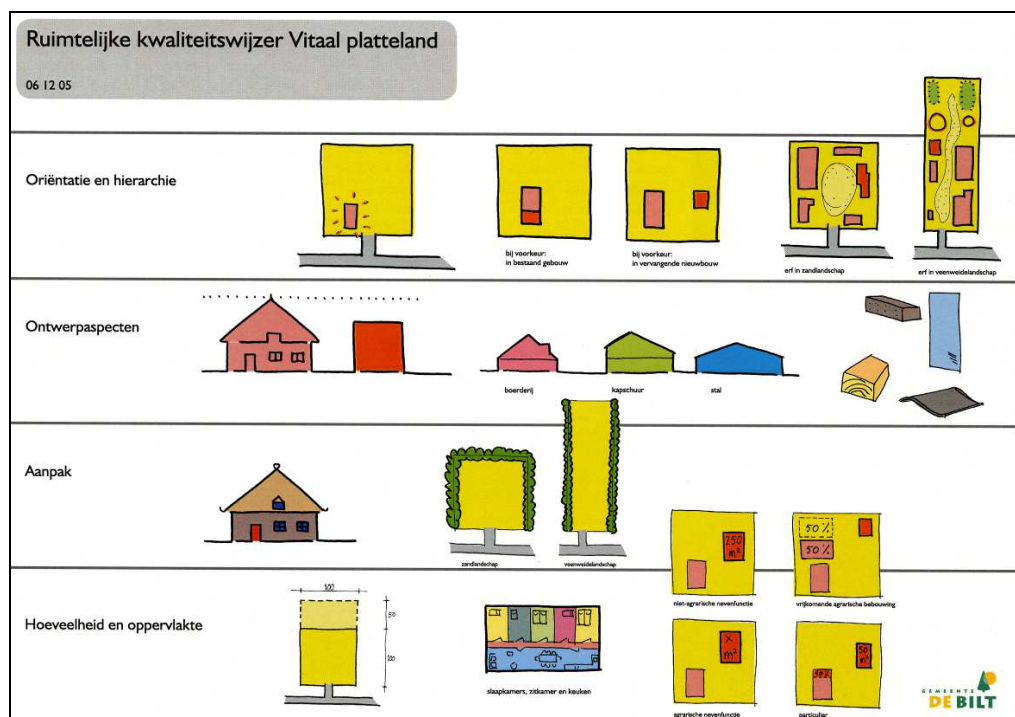 Ruimtelijke kwaliteitswijzer Vitaal platteland
06 12 05
Oriëntatie en hierarchie
bij voorkeur:
in bestaand gebouw
bij voorkeur:
in vervangende nieuwbouw
erf in zandlandschap
erf in veenweidelandschap
Ontwerpaspecten
boerderij
kapschuur
stal
Aanpak
zandlandschap
veenweidelandschap
250
m²
niet-agrarische nevenfunctie
50 %
50 %
vrijkomende agrarische bebouwing
Hoeveelheid en oppervlakte
100
50
100
slaapkamers, zitkamer en keuken
x
m²
agrarische nevenfunctie
50
m²
particulier
GEMEENTE
DE BILT